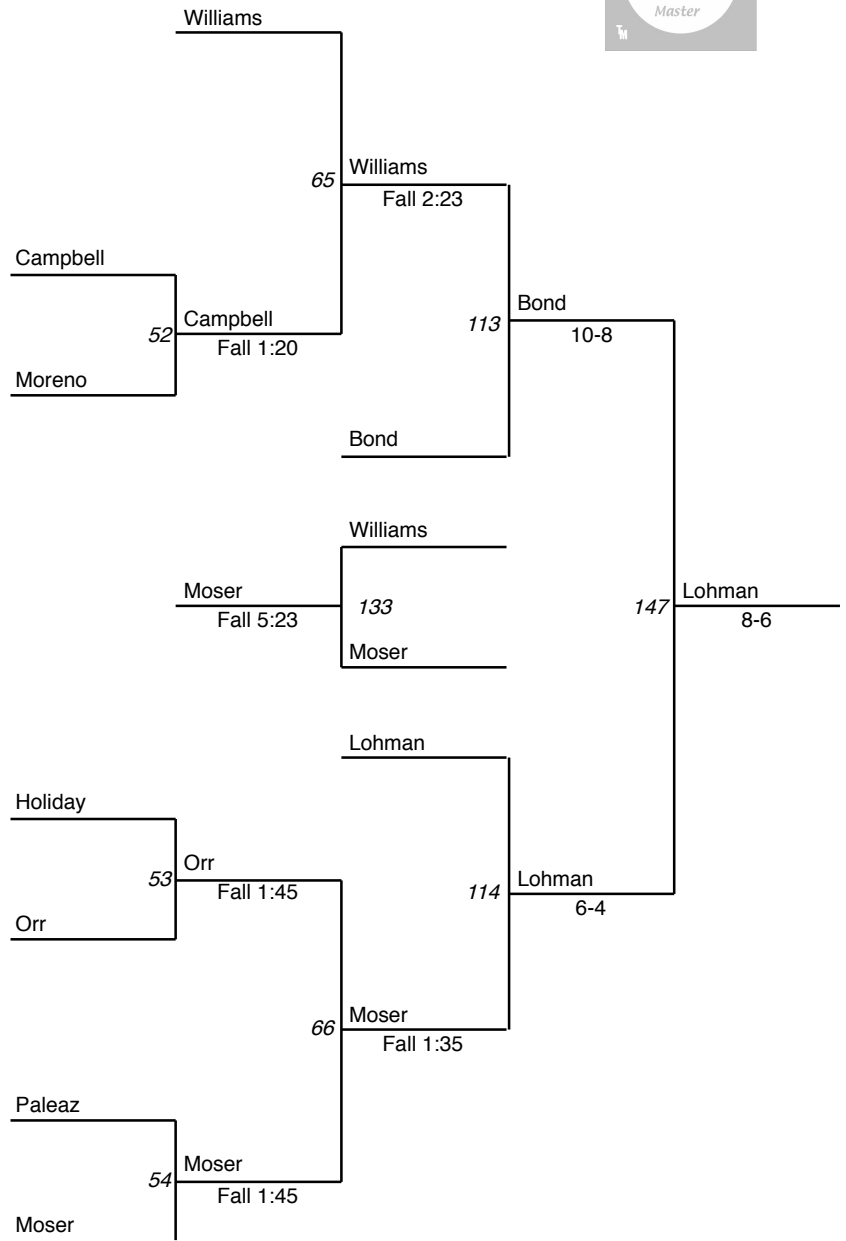 Master
TM
Williams
65
Williams
Fall 2:23
Campbell
52
Campbell
Fall 1:20
Moreno
113
Bond
10-8
Bond
Williams
Moser
Fall 5:23
133
Moser
147
Lohman
8-6
Lohman
Holiday
53
Orr
Fall 1:45
Orr
114
Lohman
6-4
66
Moser
Fall 1:35
Paleaz
54
Moser
Fall 1:45
Moser